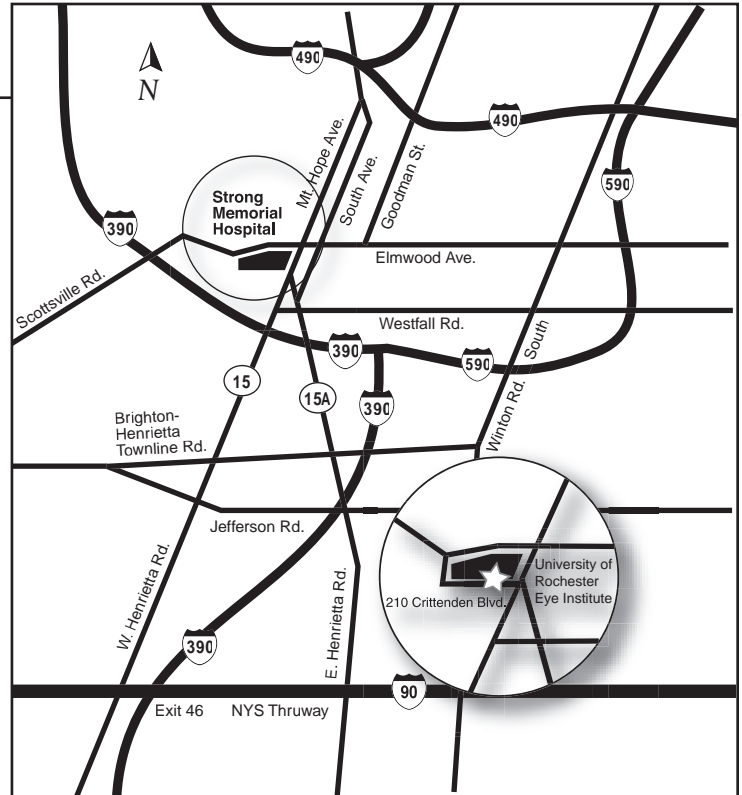 490
N
490
Mt. Hope Ave.
South Ave.
Goodman St.
590
Strong
Memorial
Hospital
390
Elmwood Ave.
Scottsville Rd.
Westfall Rd.
390
590
South
15
15A
390
Winton Rd.
Brighton-
Henrietta
Townline Rd.
Jefferson Rd.
University of
Rochester
Eye Institute
210 Crittenden Blvd.
W. Henrietta Rd.
E. Henrietta Rd.
390
90
Exit 46
NYS Thruway